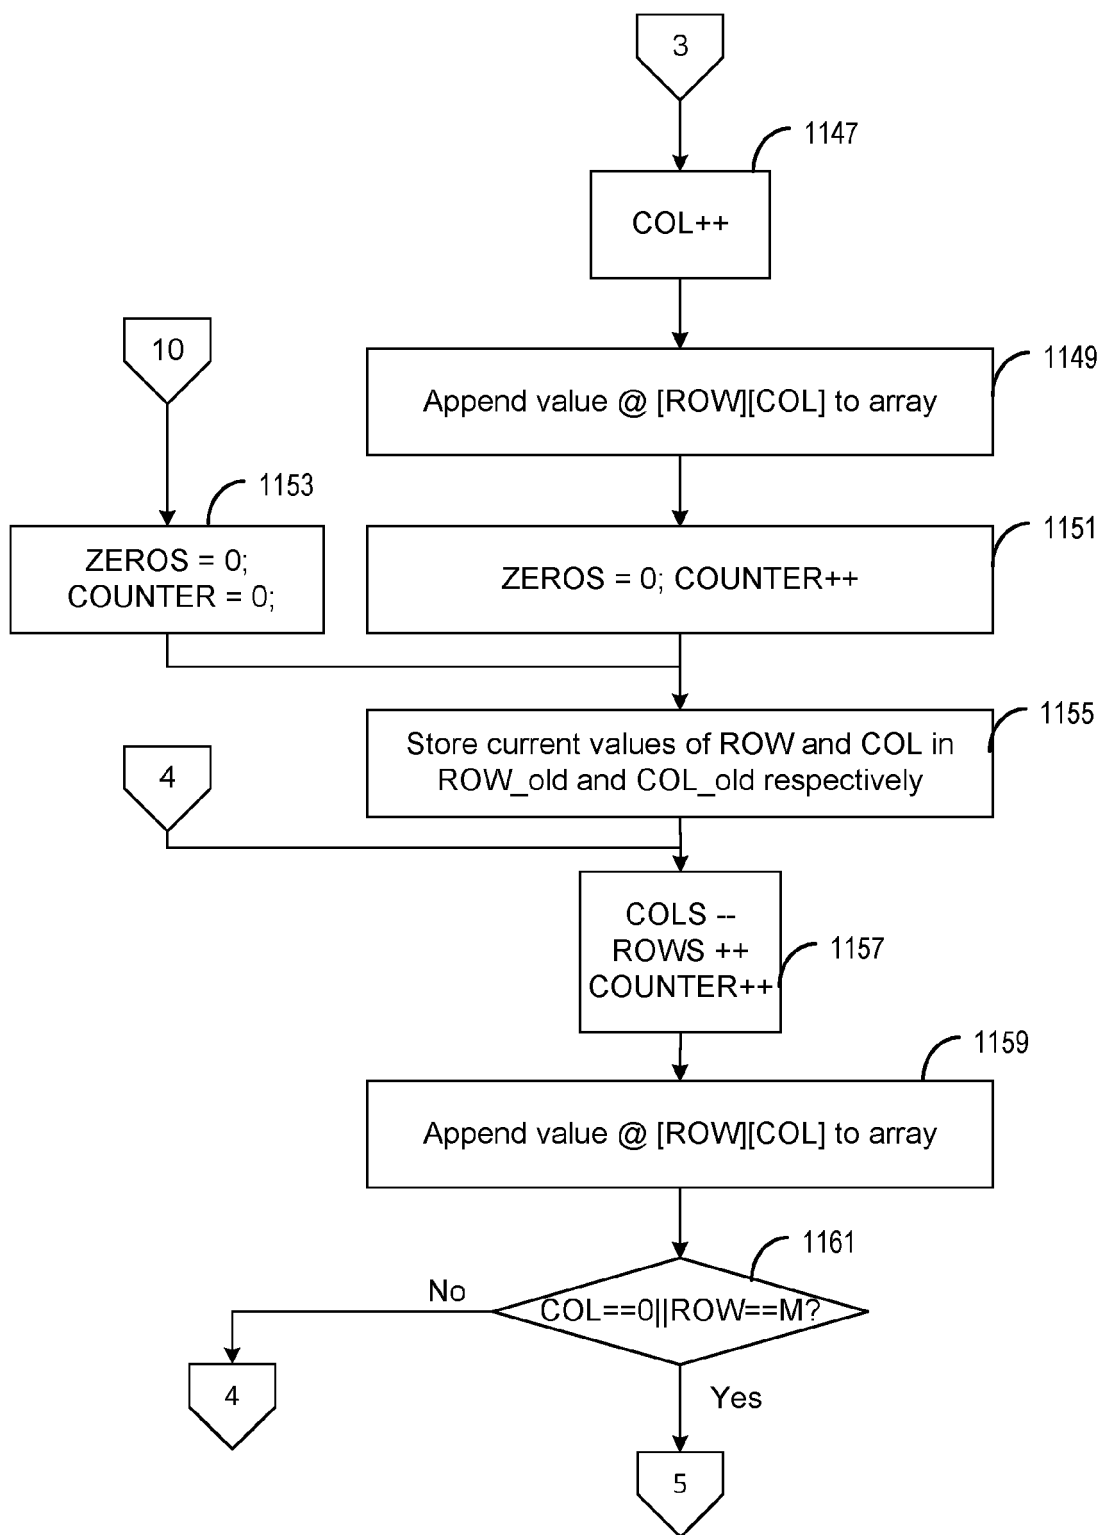 3
1147
COL++
10
1149
Append value @ [ROW][COL] to array
1153
ZEROS = 0;
COUNTER = 0;
1151
ZEROS = 0; COUNTER++
1155
Store current values of ROW and COL in
ROW_old and COL_old respectively
4
COLS --
ROWS ++
COUNTER++
1157
1159
Append value @ [ROW][COL] to array
1161
COL==0||ROW==M?
No
4
Yes
5